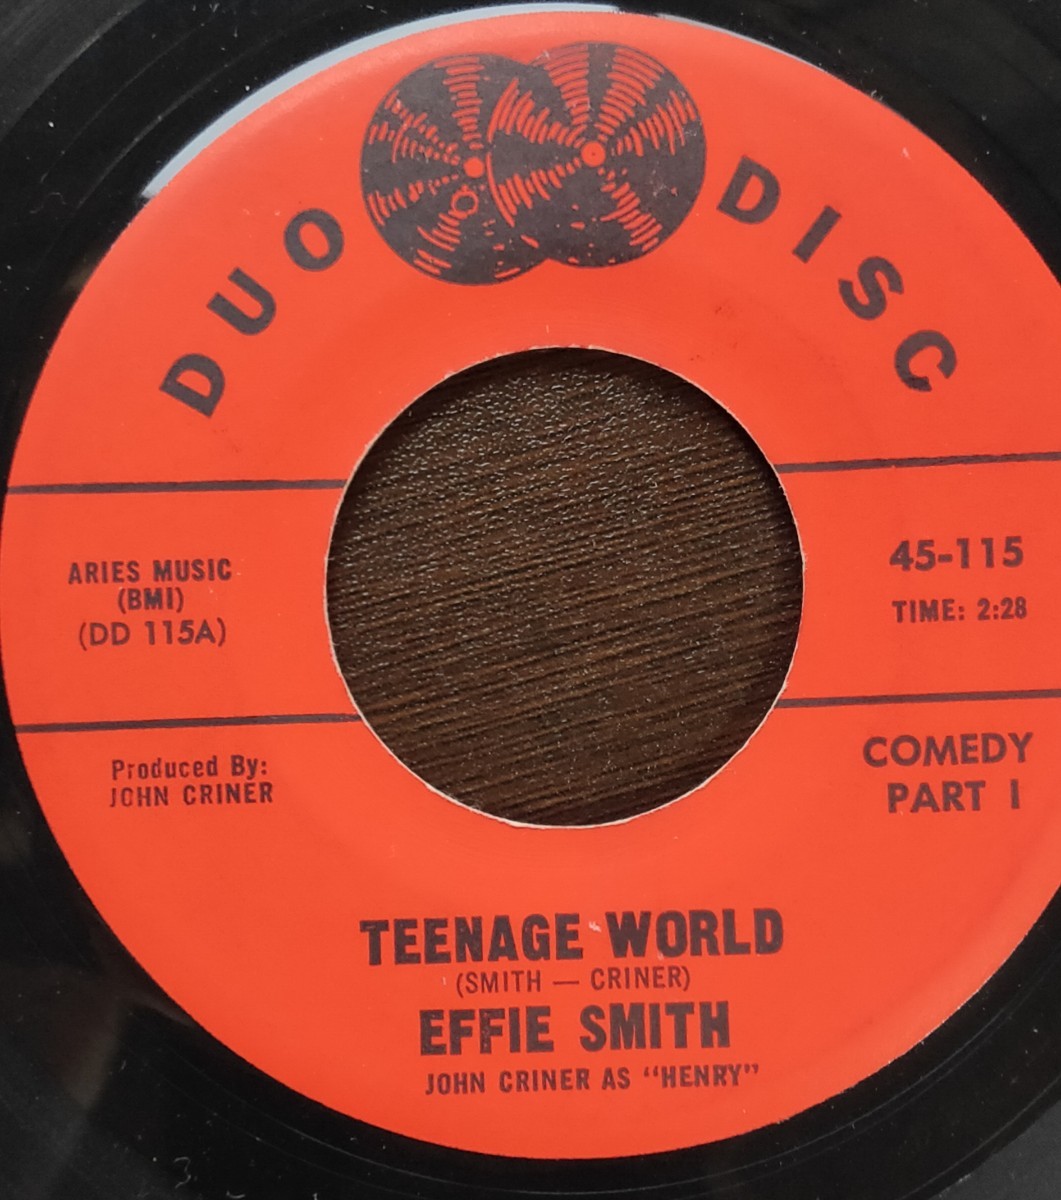 DUO DISC
ARIES MUSIC
(BMI)
(DD 115A)
45-115
TIME: 2:28
Produced By:
JOHN CRINER
COMEDY
PART I
TEENAGE WORLD
(SMITH — CRINER)
EFFIE SMITH
JOHN CRINER AS "HENRY"